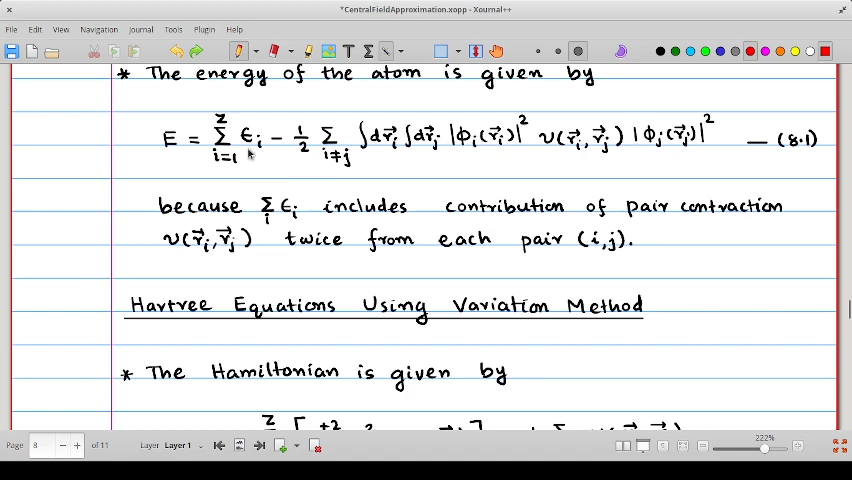 *CentralFieldApproximation.xopp - Xournal++
File Edit View Navigation Journal Tools Plugin Help
* The energy of the atom is given by
E = Σ_{i=1}^{Z} ϵ_i - 1/2 Σ_{i≠j} ∫dr⃗_i ∫dr⃗_j |Φ_i(r⃗_i)|² v(r⃗_i, r⃗_j) |Φ_j(r⃗_j)|² — (8.1)
because Σ_i ϵ_i includes contribution of pair contraction
v(r⃗_i, r⃗_j) twice from each pair (i,j).
Hartree Equations Using Variation Method
* The Hamiltonian is given by
Page 8 of 11 Layer Layer 1 222%